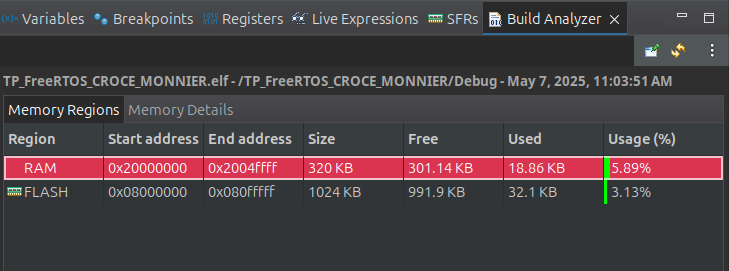 Variables Breakpoints Registers Live Expressions SFRs Build Analyzer
TP_FreeRTOS_CROCE_MONNIER.elf - /TP_FreeRTOS_CROCE_MONNIER/Debug - May 7, 2025, 11:03:51 AM
Memory Regions Memory Details
Region Start address End address Size Free Used Usage (%)
RAM 0x20000000 0x2004ffff 320 KB 301.14 KB 18.86 KB 5.89%
FLASH 0x08000000 0x080fffff 1024 KB 991.9 KB 32.1 KB 3.13%